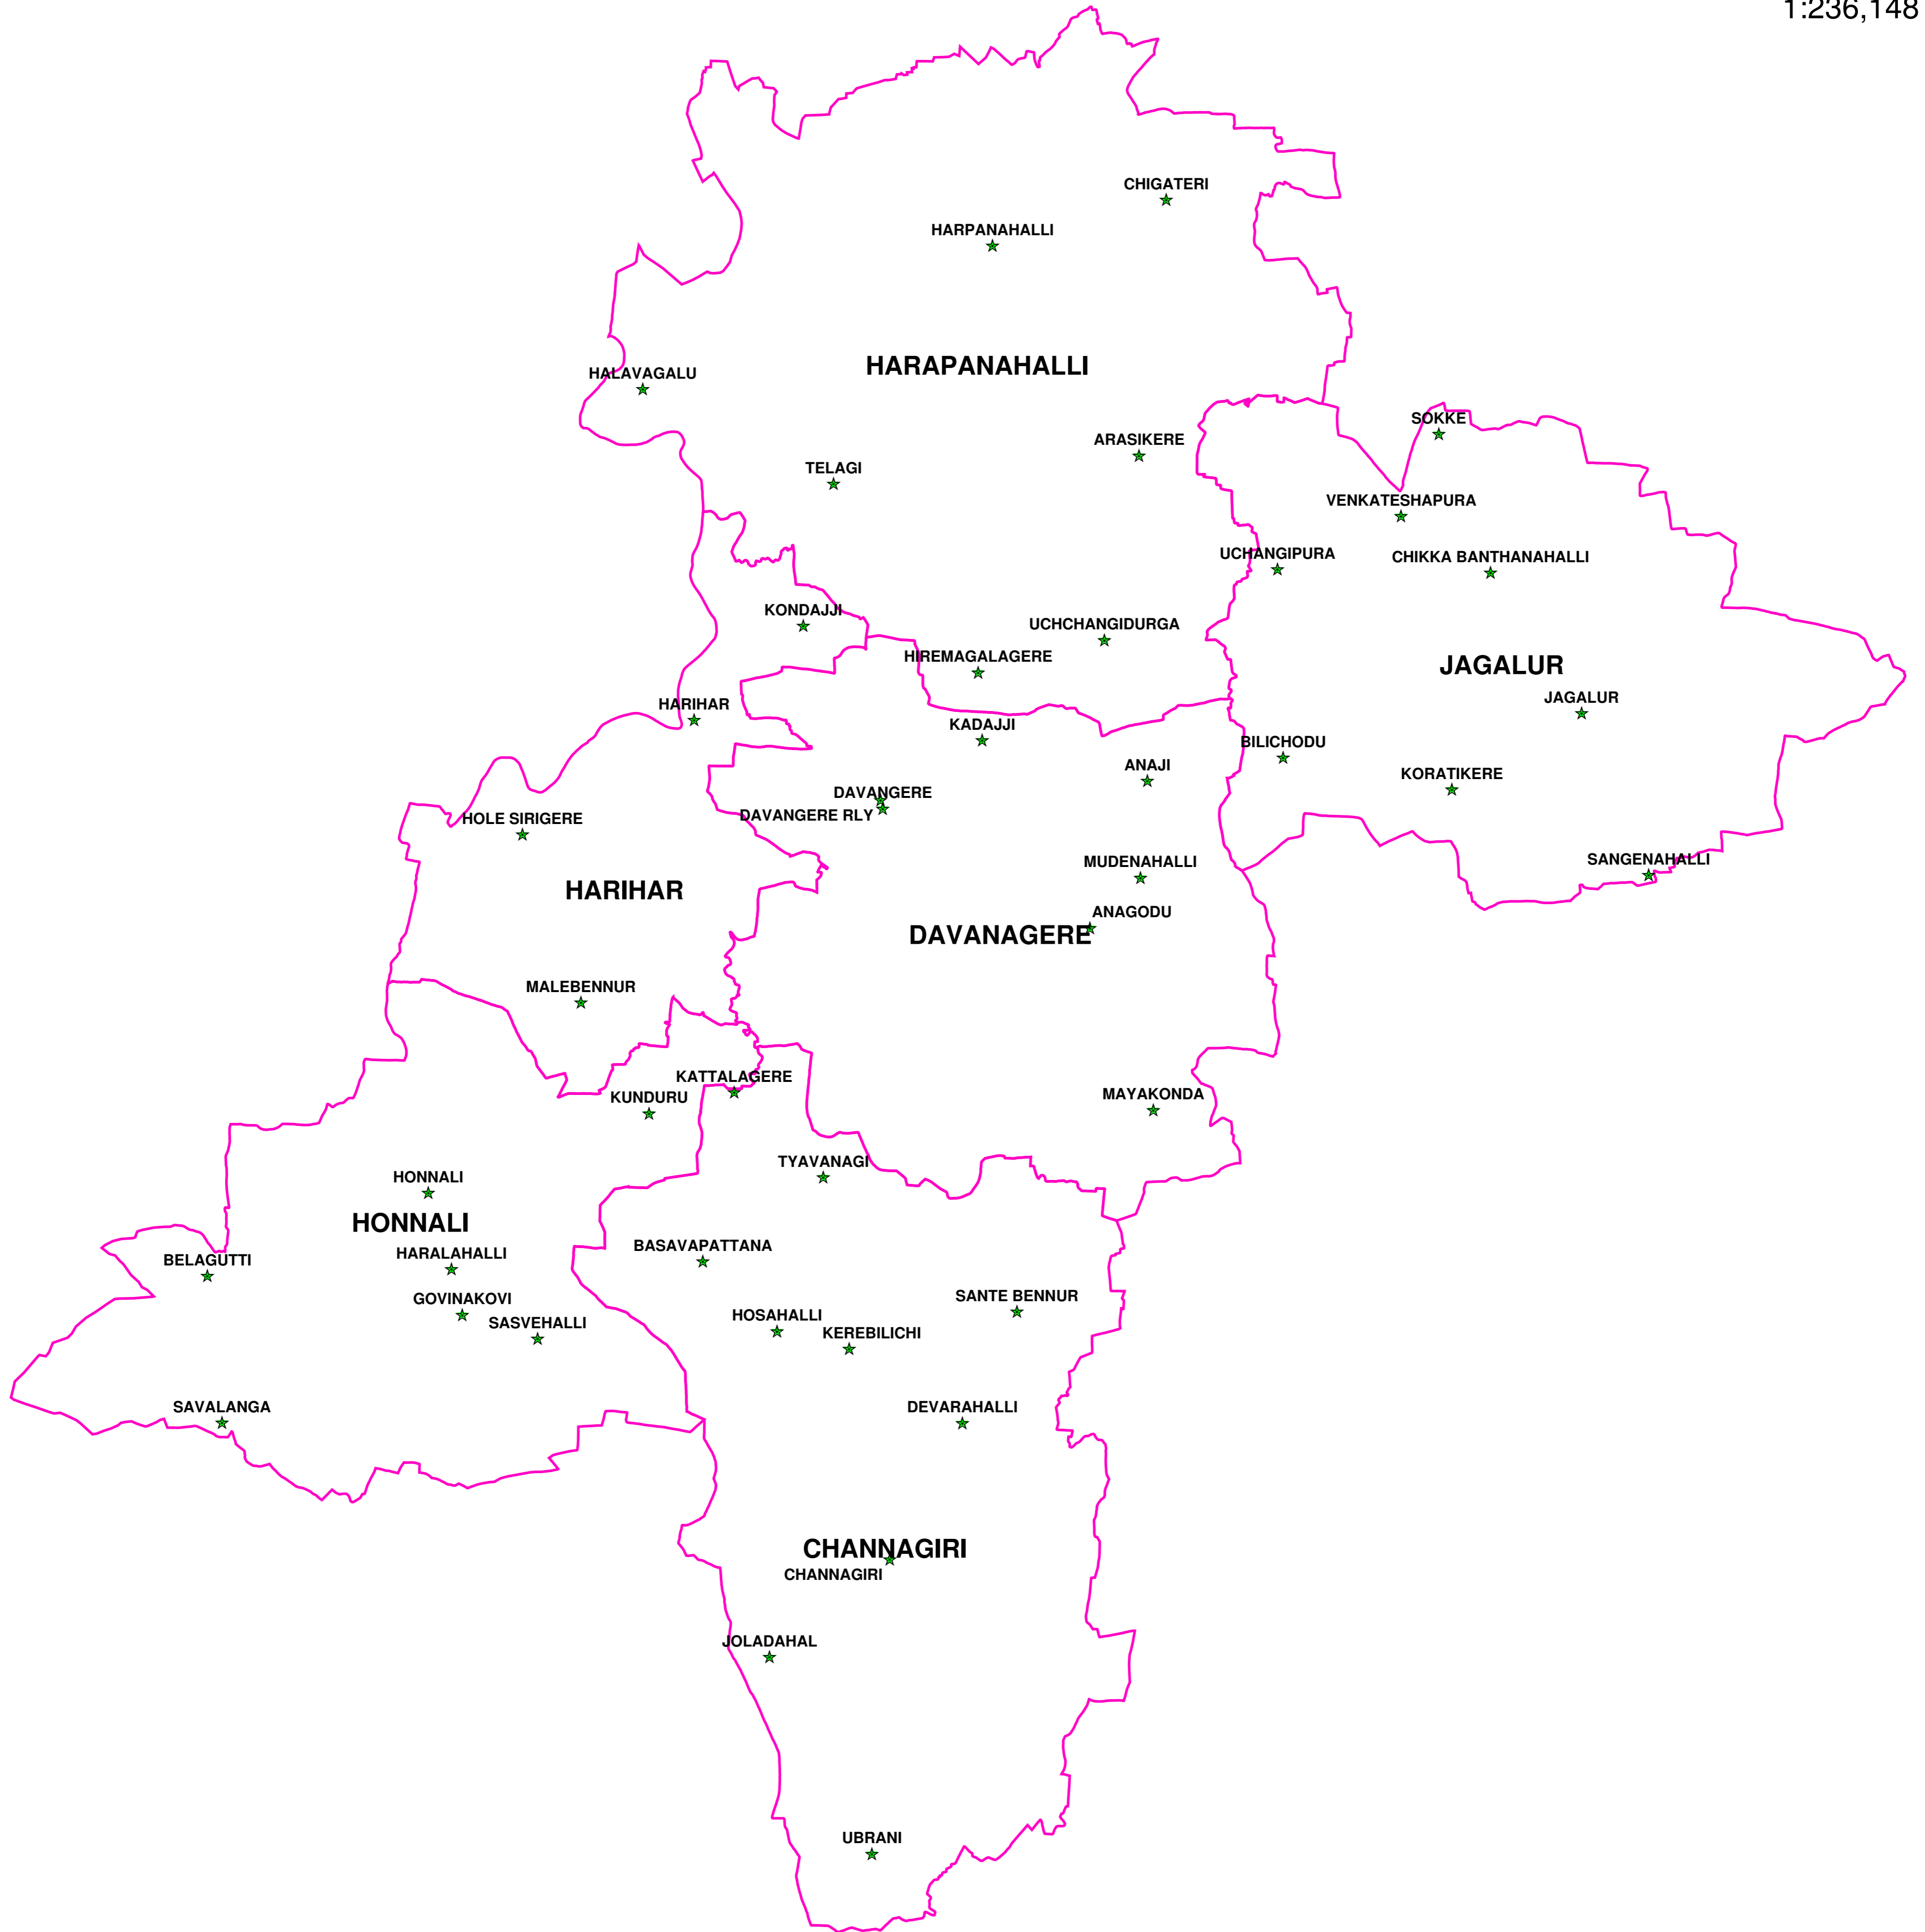 1:236,148
CHIGATERI
HARPANAHALLI
HARAPANAHALLI
HALAVAGALU
SOKKE
ARASIKERE
TELAGI
VENKATESHAPURA
UCHANGIPURA
CHIKKA BANTHANAHALLI
KONDAJJI
UCHCHANGIDURGA
HIREMAGALAGERE
JAGALUR
JAGALUR
HARIHAR
KADAJJI
BILICHODU
ANAJI
KORATIKERE
DAVANGERE
DAVANGERE RLY
HOLE SIRIGERE
MUDENAHALLI
SANGENAHALLI
HARIHAR
ANAGODU
DAVANAGERE
MALEBENNUR
KATTALAGERE
KUNDURU
MAYAKONDA
TYAVANAGI
HONNALI
HONNALI
BASAVAPATTANA
HARALAHALLI
BELAGUTTI
SANTE BENNUR
GOVINAKOVI
HOSAHALLI
SASVEHALLI
KEREBILICHI
SAVALANGA
DEVARAHALLI
CHANNAGIRI
CHANNAGIRI
JOLADAHAL
UBRANI